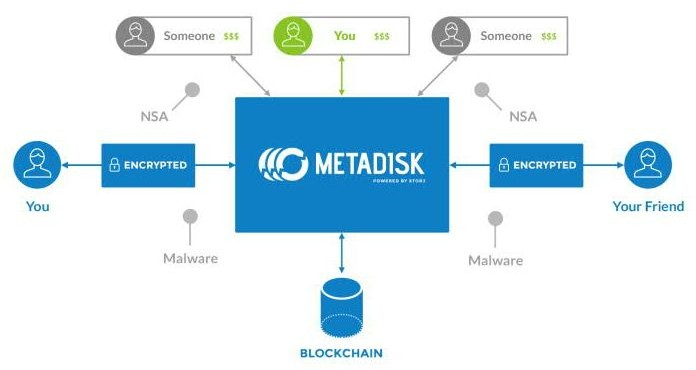 Someone $$$
You $$$
Someone $$$
NSA
NSA
ENCRYPTED
METADISK
POWERED BY STORJ
ENCRYPTED
You
Your Friend
Malware
Malware
BLOCKCHAIN